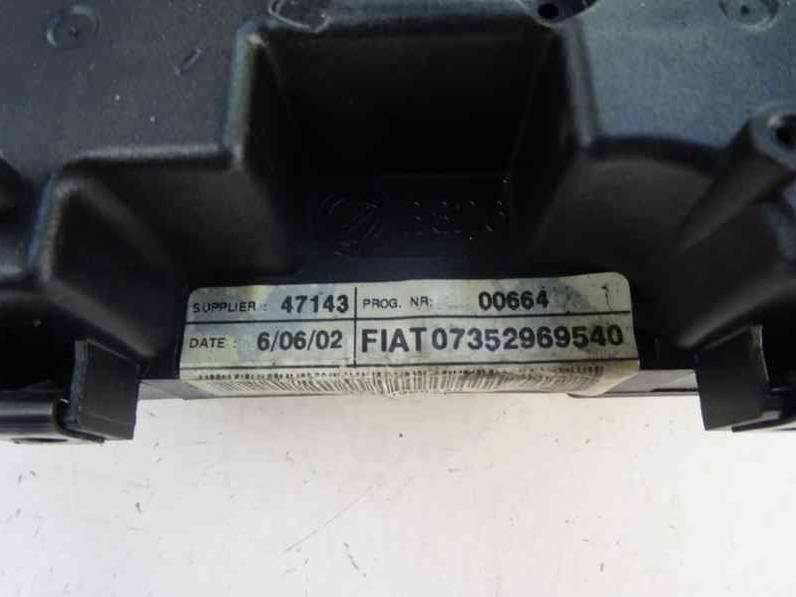 SUPPLIER : 47143 PROG. NR: 00664
DATE : 6/06/02 FIAT 07352969540